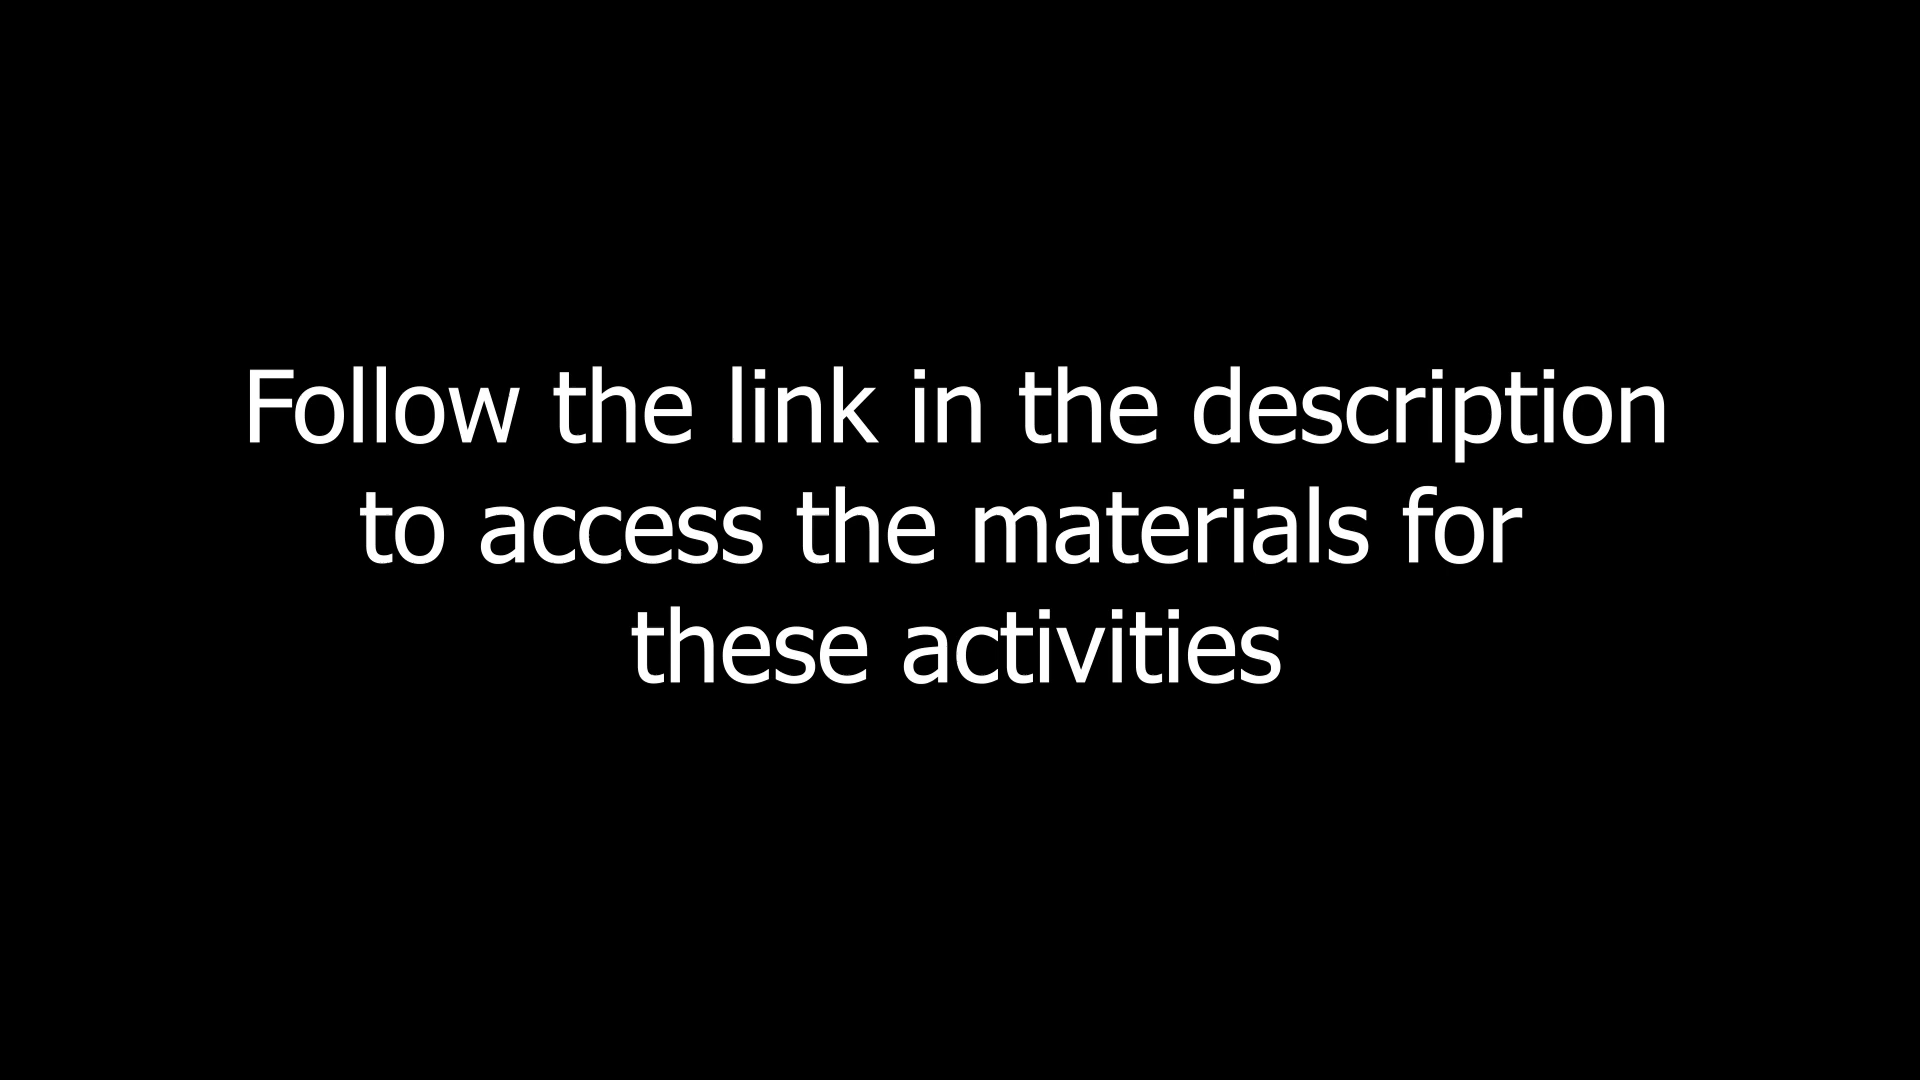 Follow the link in the description
to access the materials for
these activities